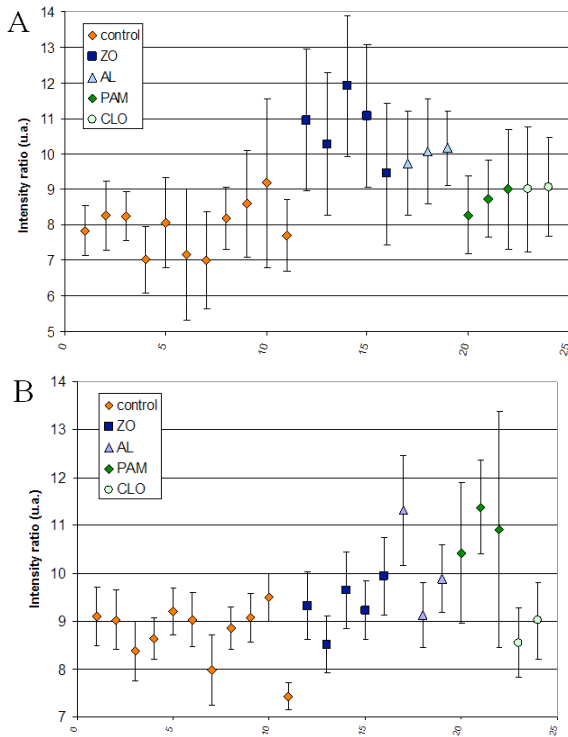 A
14
13
12
11
10
9
8
7
6
5
Intensity ratio (u.a.)
control
ZO
AL
PAM
CLO
0
5
10
15
20
25
B
14
13
12
11
10
9
8
7
Intensity ratio (u.a.)
control
ZO
AL
PAM
CLO
0
5
10
15
20
25